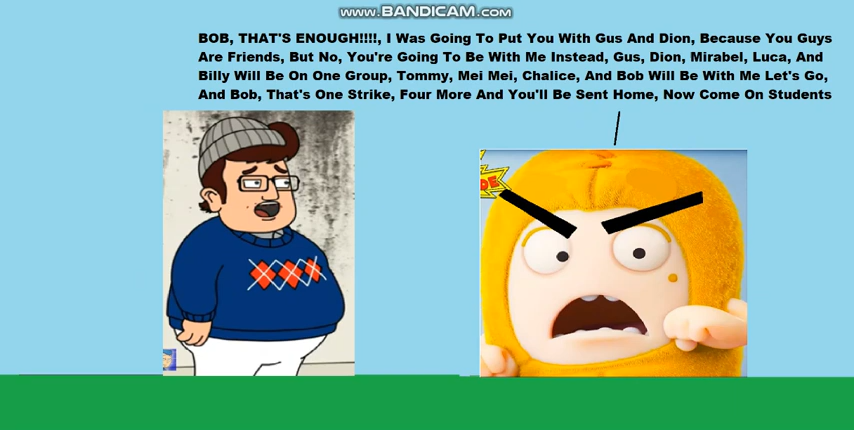 WWW.BANDICAM.COM
BOB, THAT'S ENOUGH!!!!, I Was Going To Put You With Gus And Dion, Because You Guys
Are Friends, But No, You're Going To Be With Me Instead, Gus, Dion, Mirabel, Luca, And
Billy Will Be On One Group, Tommy, Mei Mei, Chalice, And Bob Will Be With Me Let's Go,
And Bob, That's One Strike, Four More And You'll Be Sent Home, Now Come On Students
DE